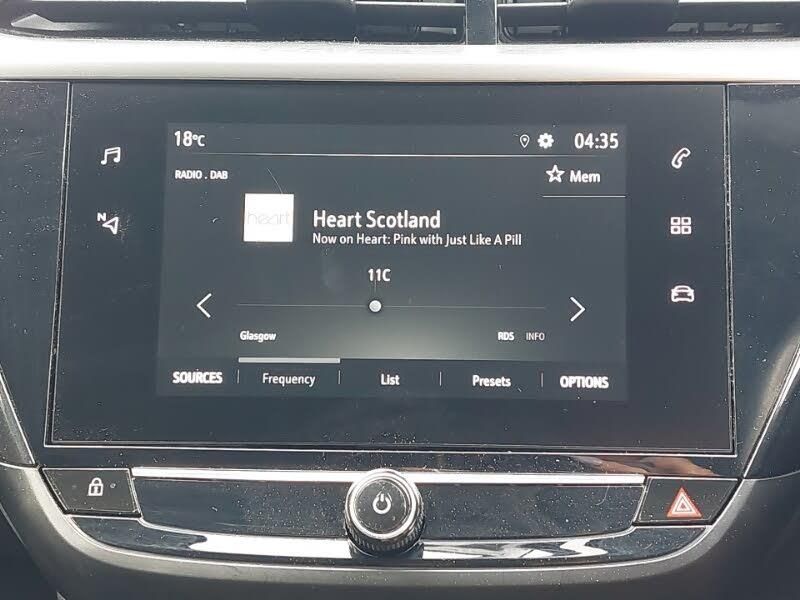 18°C
04:35
RADIO . DAB
Mem
heart
Heart Scotland
Now on Heart: Pink with Just Like A Pill
11C
Glasgow
RDS INFO
SOURCES Frequency List Presets OPTIONS
N